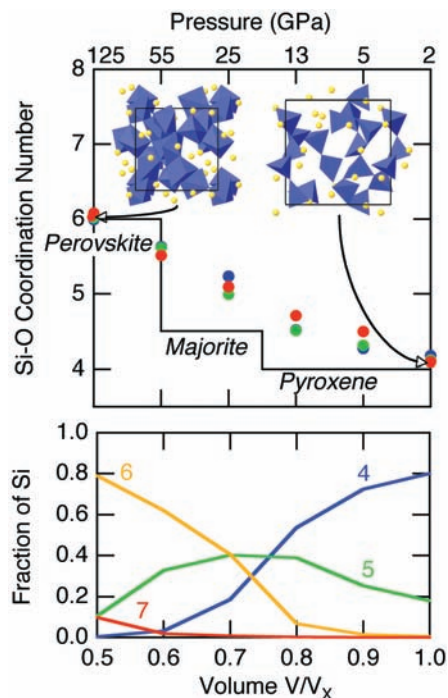 Pressure (GPa)
125 55 25 13 5 2
8
7
6
5
4
Si-O Coordination Number
Perovskite
Majorite
Pyroxene
1.0
0.8
0.6
0.4
0.2
0.0
Fraction of Si
6
4
5
7
0.5 0.6 0.7 0.8 0.9 1.0
Volume V/Vx